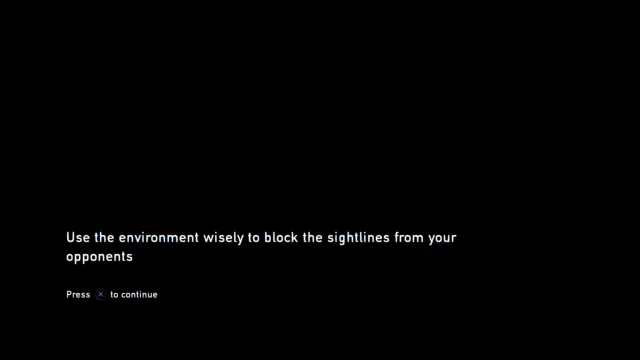 Use the environment wisely to block the sightlines from your
opponents
Press ⓧ to continue